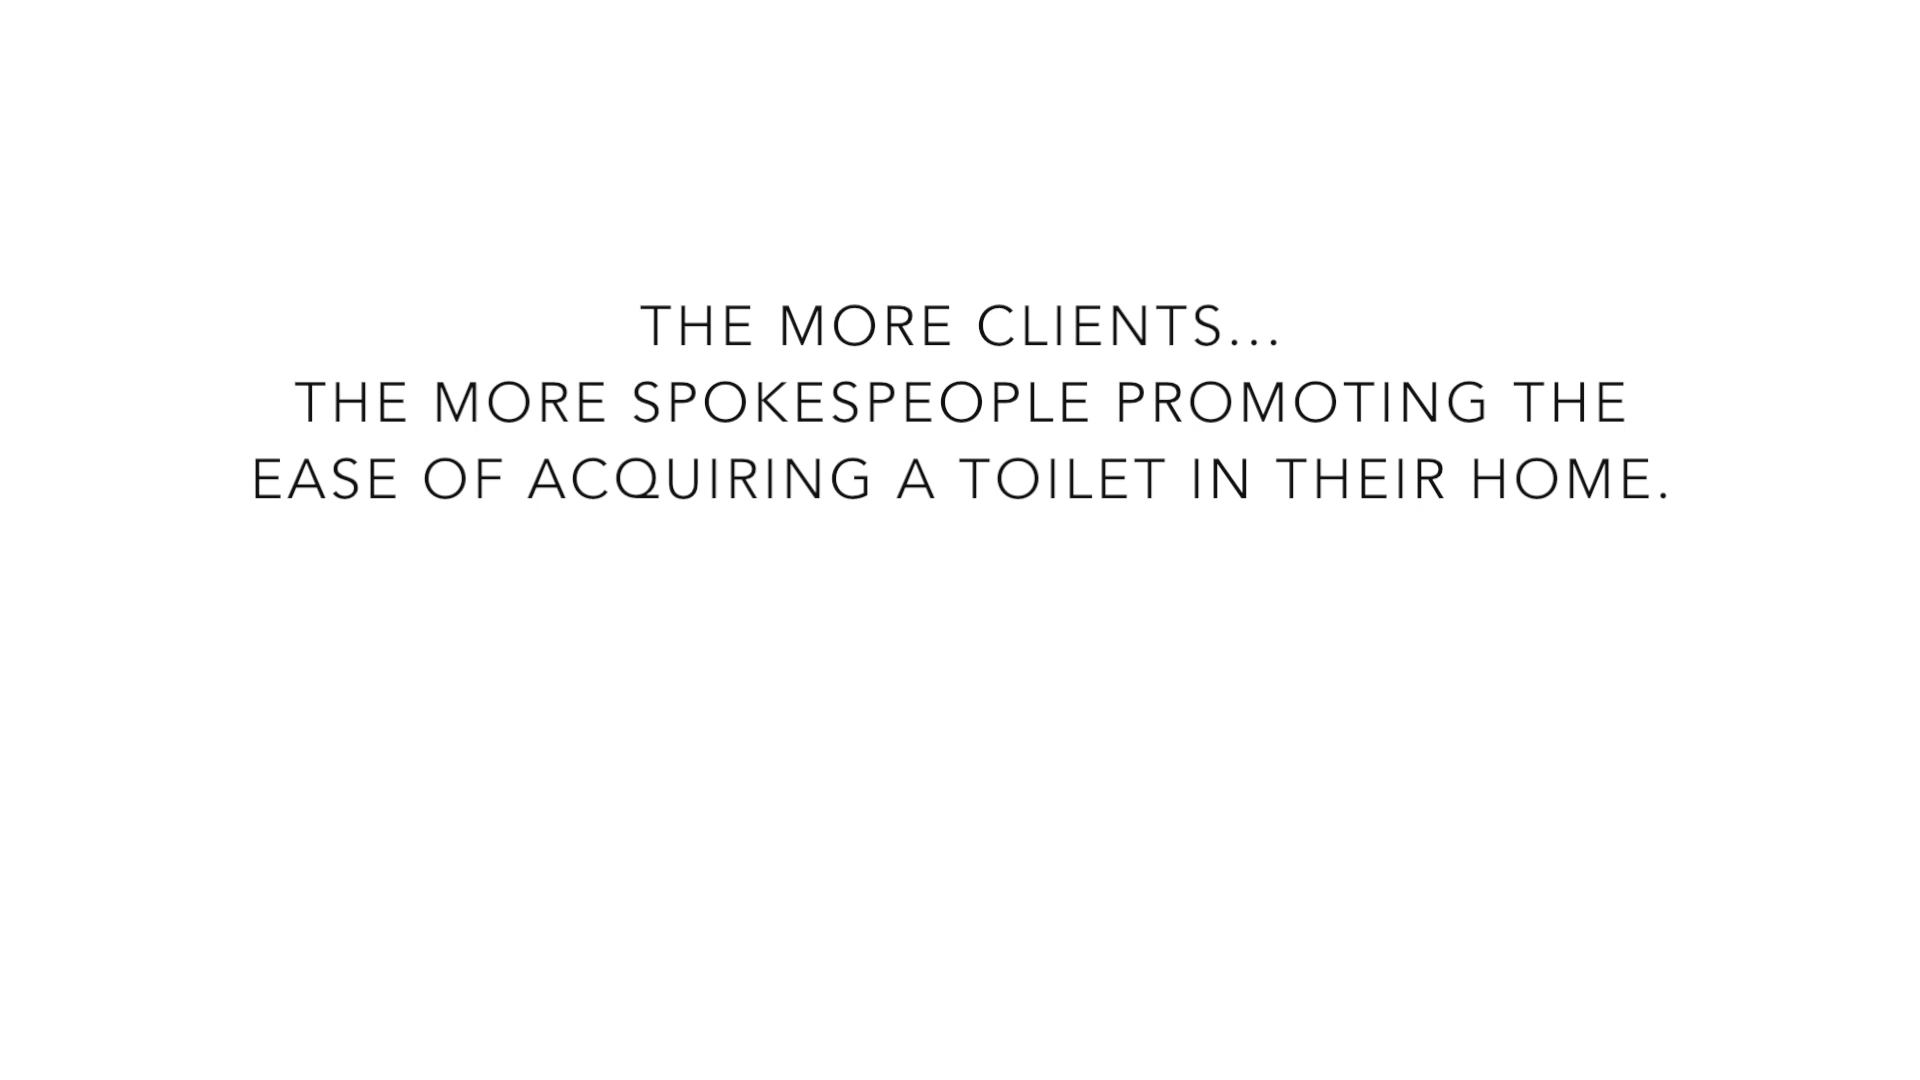 THE MORE CLIENTS...
THE MORE SPOKESPEOPLE PROMOTING THE
EASE OF ACQUIRING A TOILET IN THEIR HOME.